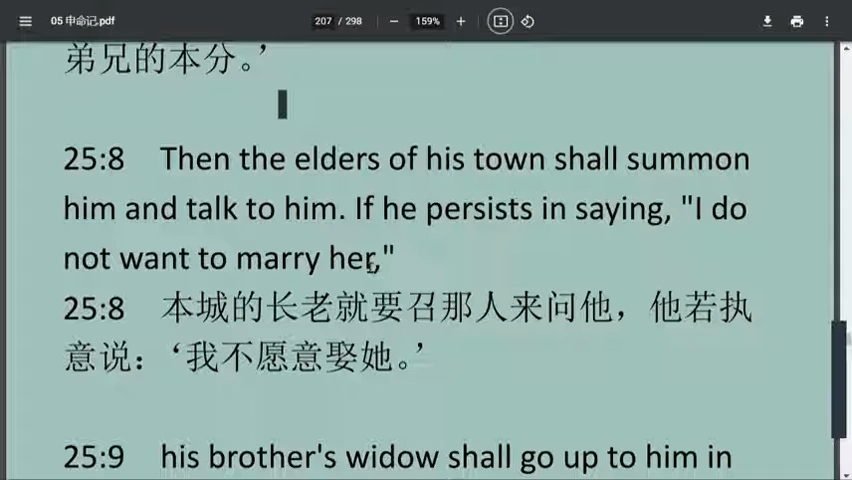 05 申命记.pdf
207 / 298
159%
弟兄的本分。’
25:8 Then the elders of his town shall summon
him and talk to him. If he persists in saying, "I do
not want to marry her,"
25:8 本城的长老就要召那人来问他，他若执
意说：‘我不愿意娶她。’
25:9 his brother's widow shall go up to him in